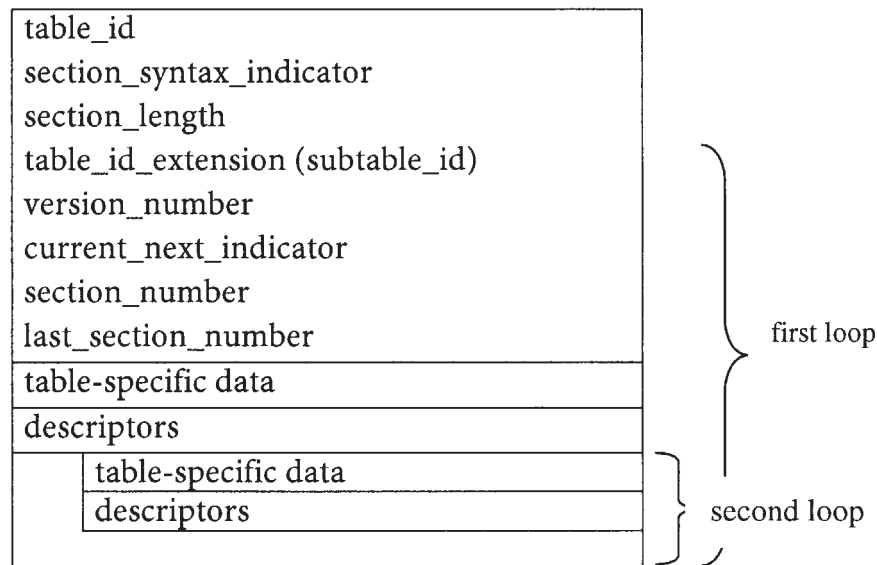 table_id
section_syntax_indicator
section_length
table_id_extension (subtable_id)
version_number
current_next_indicator
section_number
last_section_number
first loop
table-specific data
descriptors
table-specific data
descriptors
second loop